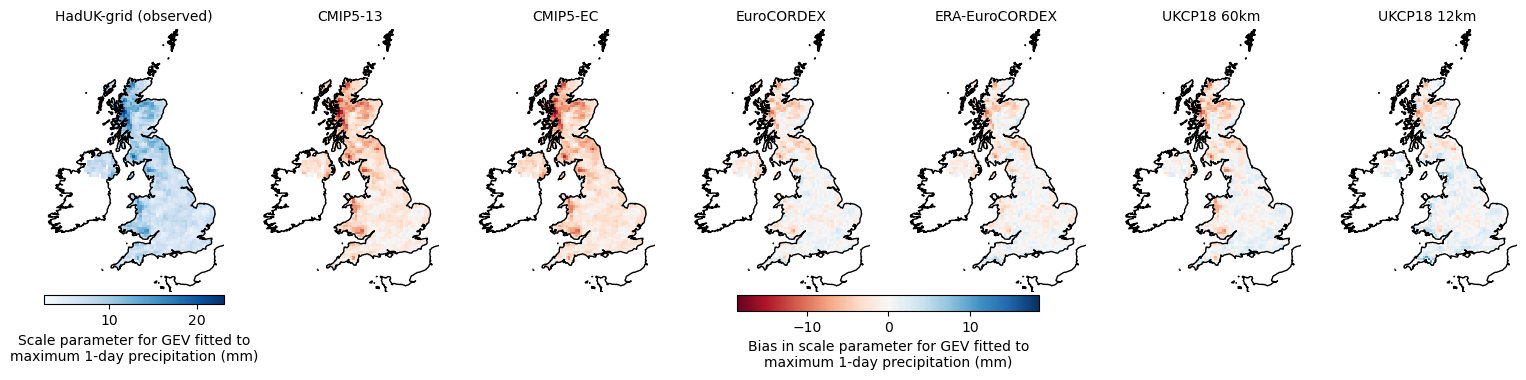 HadUK-grid (observed)
CMIP5-13
CMIP5-EC
EuroCORDEX
ERA-EuroCORDEX
UKCP18 60km
UKCP18 12km
10
20
Scale parameter for GEV fitted to
maximum 1-day precipitation (mm)
−10
0
10
Bias in scale parameter for GEV fitted to
maximum 1-day precipitation (mm)